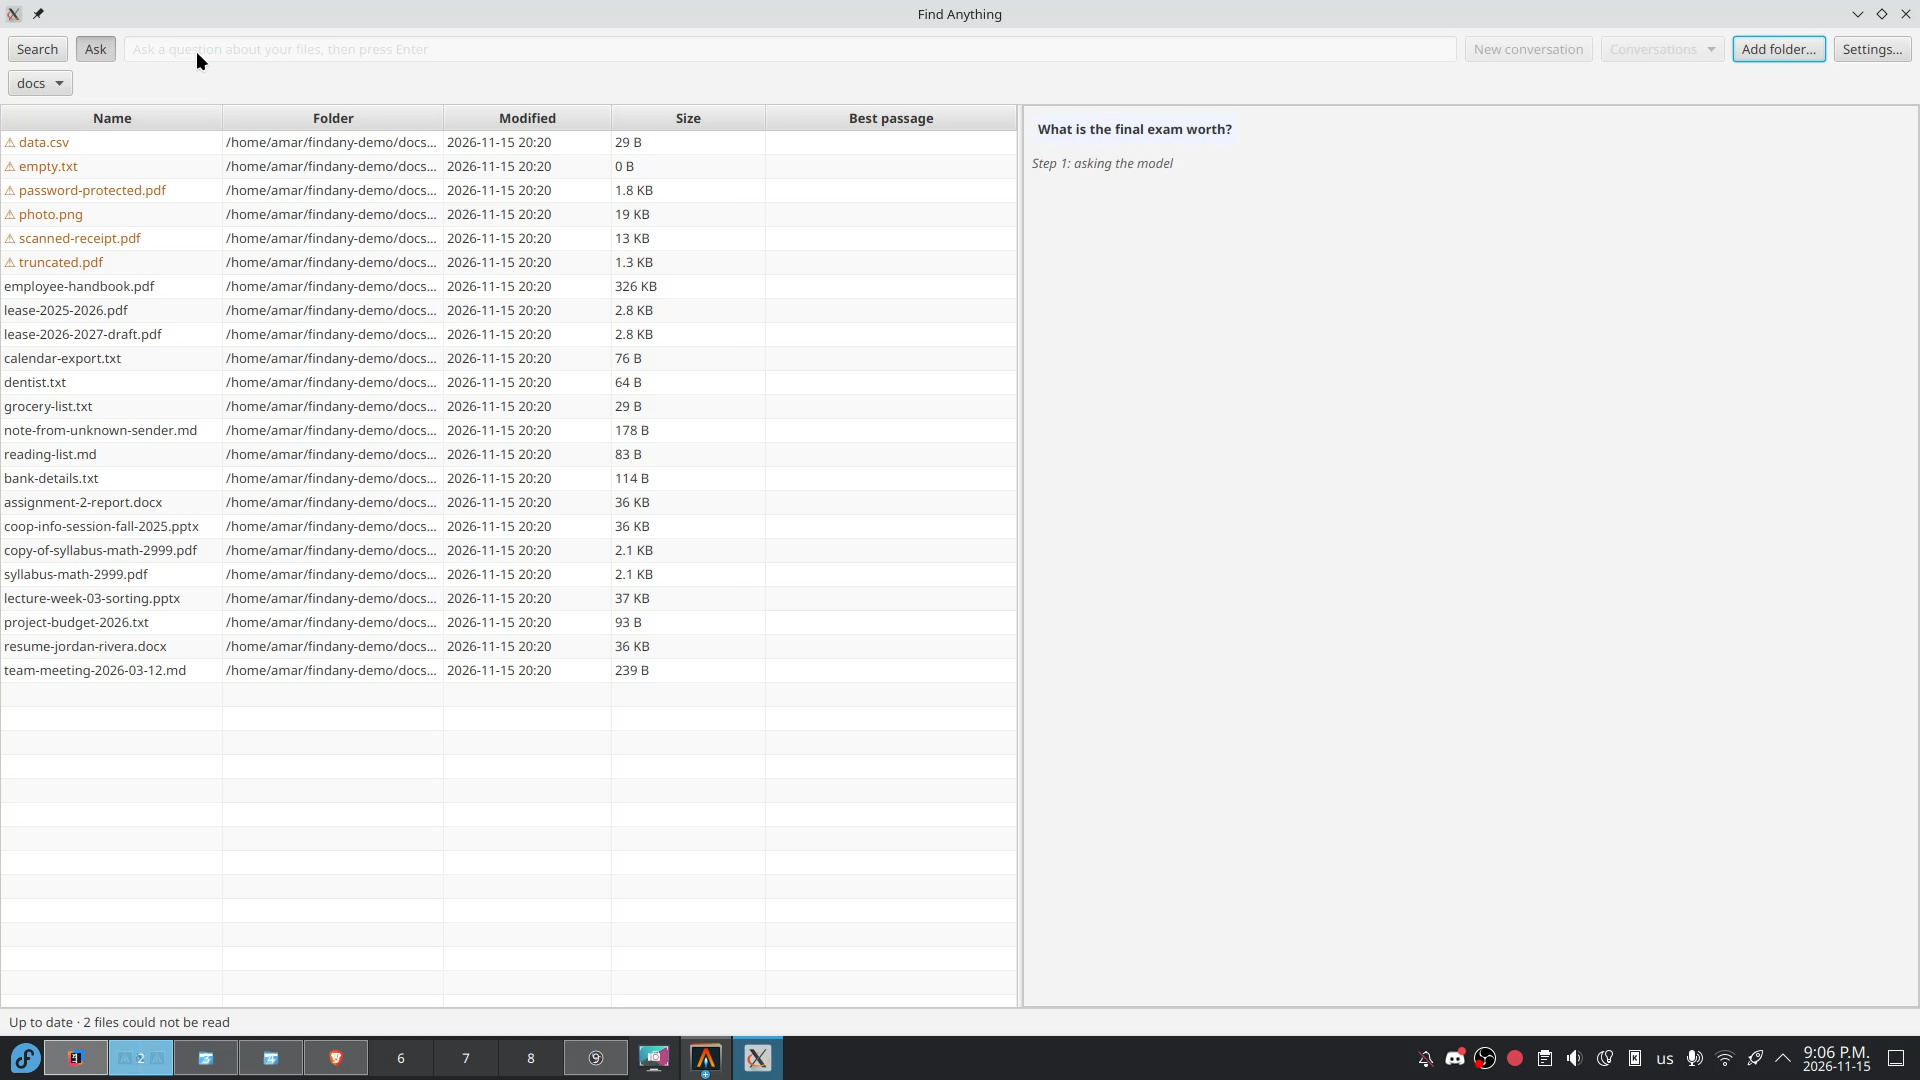 Find Anything
Search Ask Ask a question about your files, then press Enter New conversation Conversations Add folder... Settings...
docs
Name Folder Modified Size Best passage
⚠ data.csv /home/amar/findany-demo/docs... 2026-11-15 20:20 29 B
⚠ empty.txt /home/amar/findany-demo/docs... 2026-11-15 20:20 0 B
⚠ password-protected.pdf /home/amar/findany-demo/docs... 2026-11-15 20:20 1.8 KB
⚠ photo.png /home/amar/findany-demo/docs... 2026-11-15 20:20 19 KB
⚠ scanned-receipt.pdf /home/amar/findany-demo/docs... 2026-11-15 20:20 13 KB
⚠ truncated.pdf /home/amar/findany-demo/docs... 2026-11-15 20:20 1.3 KB
employee-handbook.pdf /home/amar/findany-demo/docs... 2026-11-15 20:20 326 KB
lease-2025-2026.pdf /home/amar/findany-demo/docs... 2026-11-15 20:20 2.8 KB
lease-2026-2027-draft.pdf /home/amar/findany-demo/docs... 2026-11-15 20:20 2.8 KB
calendar-export.txt /home/amar/findany-demo/docs... 2026-11-15 20:20 76 B
dentist.txt /home/amar/findany-demo/docs... 2026-11-15 20:20 64 B
grocery-list.txt /home/amar/findany-demo/docs... 2026-11-15 20:20 29 B
note-from-unknown-sender.md /home/amar/findany-demo/docs... 2026-11-15 20:20 178 B
reading-list.md /home/amar/findany-demo/docs... 2026-11-15 20:20 83 B
bank-details.txt /home/amar/findany-demo/docs... 2026-11-15 20:20 114 B
assignment-2-report.docx /home/amar/findany-demo/docs... 2026-11-15 20:20 36 KB
coop-info-session-fall-2025.pptx /home/amar/findany-demo/docs... 2026-11-15 20:20 36 KB
copy-of-syllabus-math-2999.pdf /home/amar/findany-demo/docs... 2026-11-15 20:20 2.1 KB
syllabus-math-2999.pdf /home/amar/findany-demo/docs... 2026-11-15 20:20 2.1 KB
lecture-week-03-sorting.pptx /home/amar/findany-demo/docs... 2026-11-15 20:20 37 KB
project-budget-2026.txt /home/amar/findany-demo/docs... 2026-11-15 20:20 93 B
resume-jordan-rivera.docx /home/amar/findany-demo/docs... 2026-11-15 20:20 36 KB
team-meeting-2026-03-12.md /home/amar/findany-demo/docs... 2026-11-15 20:20 239 B
What is the final exam worth?
Step 1: asking the model
Up to date · 2 files could not be read
2 6 7 8 9 us 9:06 P.M.
2026-11-15